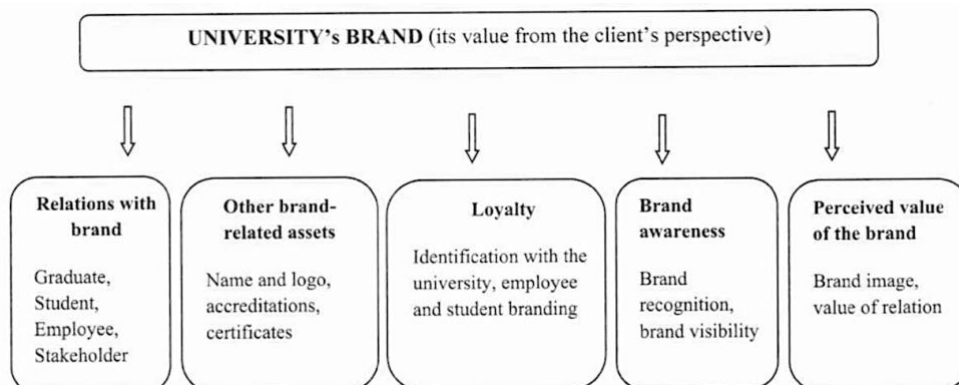 UNIVERSITY's BRAND (its value from the client's perspective)
Relations with
brand
Graduate,
Student,
Employee,
Stakeholder
Other brand-
related assets
Name and logo,
accreditations,
certificates
Loyalty
Identification with the
university, employee
and student branding
Brand
awareness
Brand
recognition,
brand visibility
Perceived value
of the brand
Brand image,
value of relation